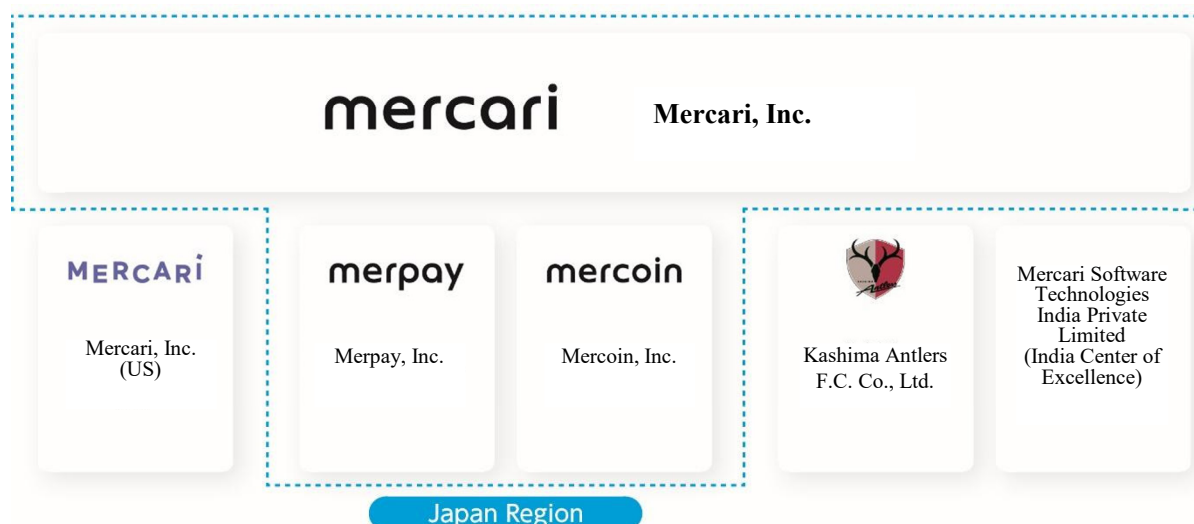 mercari
Mercari, Inc.
MERCARI
Mercari, Inc.
(US)
merpay
Merpay, Inc.
mercoin
Mercoin, Inc.
Antlers
Kashima Antlers
F.C. Co., Ltd.
Mercari Software
Technologies
India Private
Limited
(India Center of
Excellence)
Japan Region